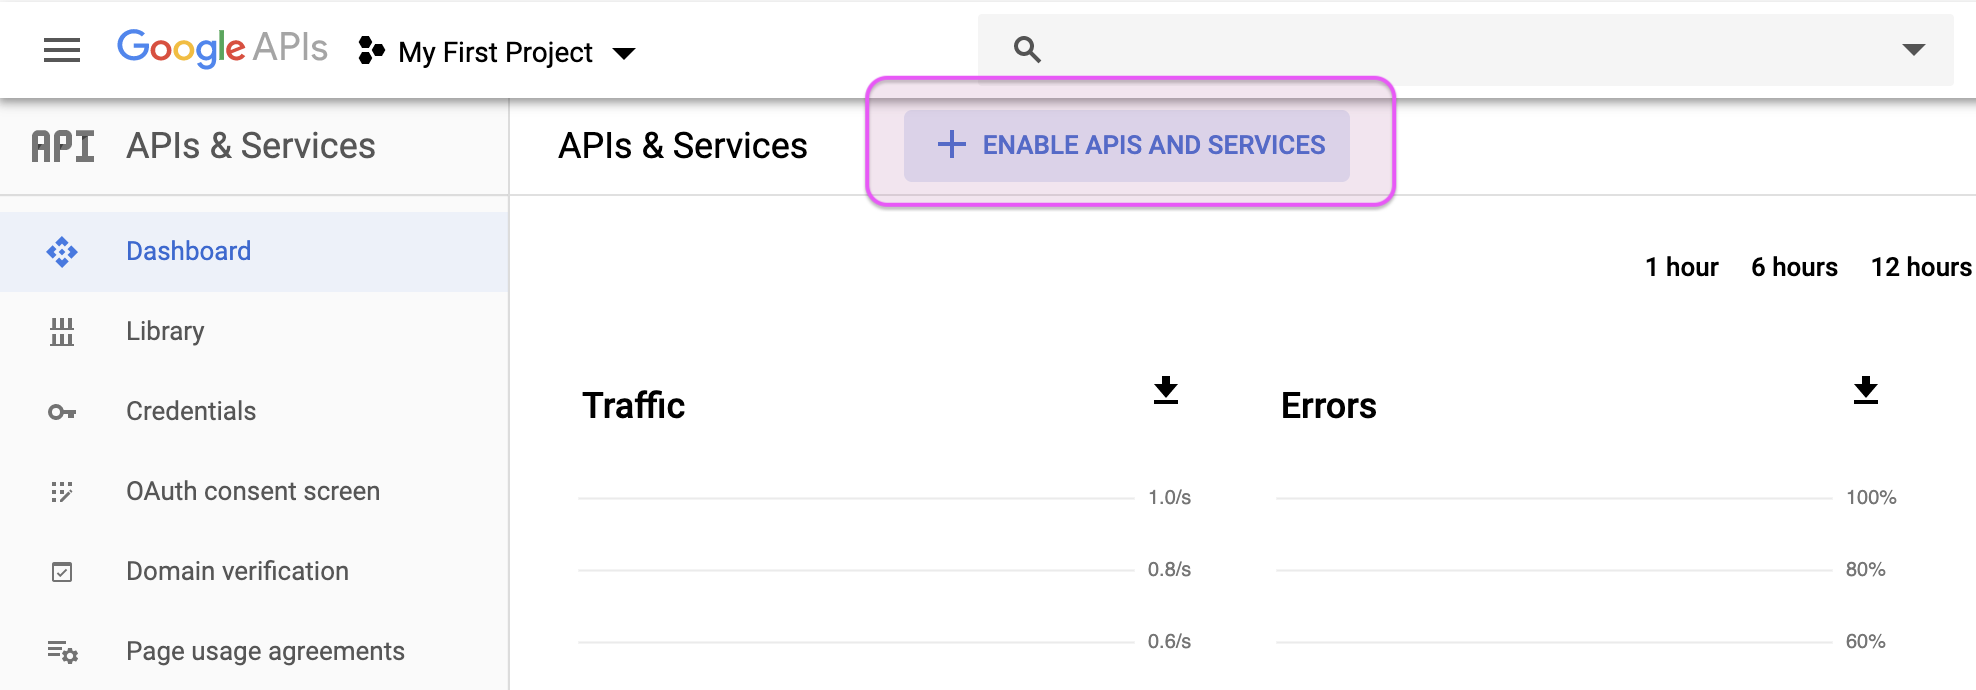 Google APIs My First Project
API APIs & Services
APIs & Services
ENABLE APIS AND SERVICES
Dashboard
Library
Credentials
OAuth consent screen
Domain verification
Page usage agreements
1 hour 6 hours 12 hours
Traffic
1.0/s
0.8/s
0.6/s
Errors
100%
80%
60%